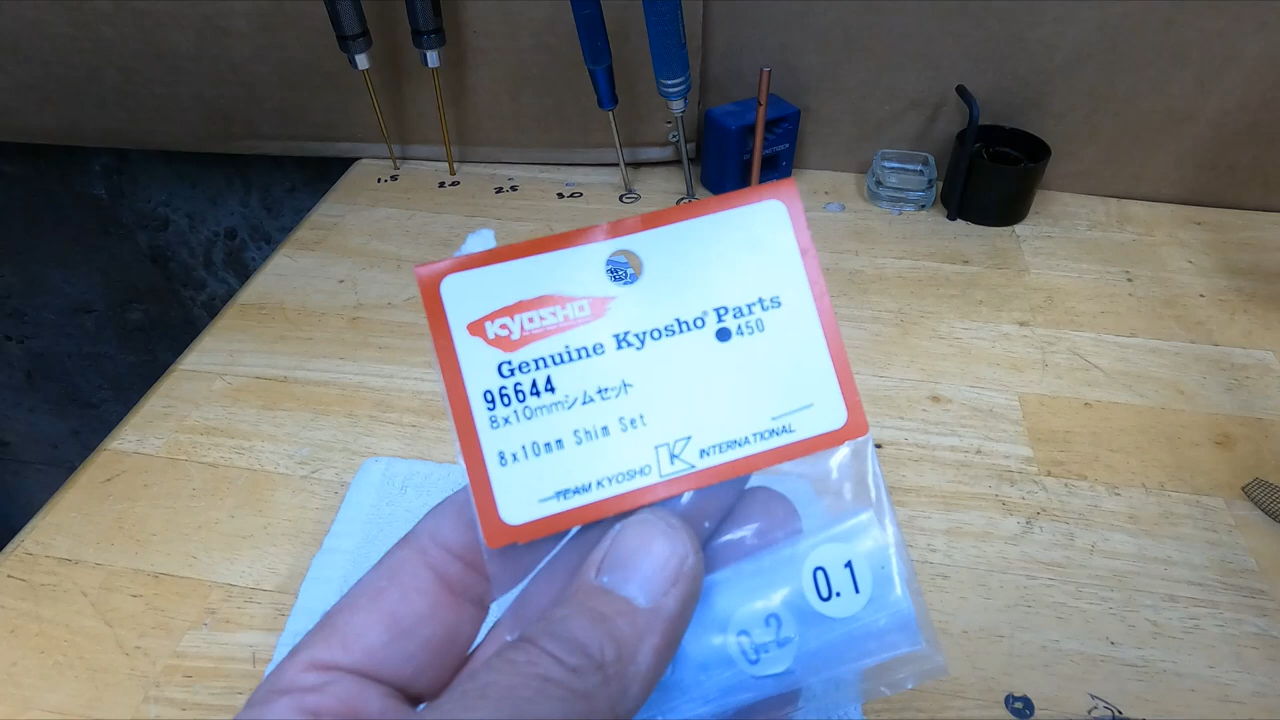 1.5
2.0
2.5
3.0
KYOSHO
Genuine Kyosho® Parts
●450
96644
8x10mmシムセット
8x10mm Shim Set
TEAM KYOSHO K INTERNATIONAL
0.1
0.2